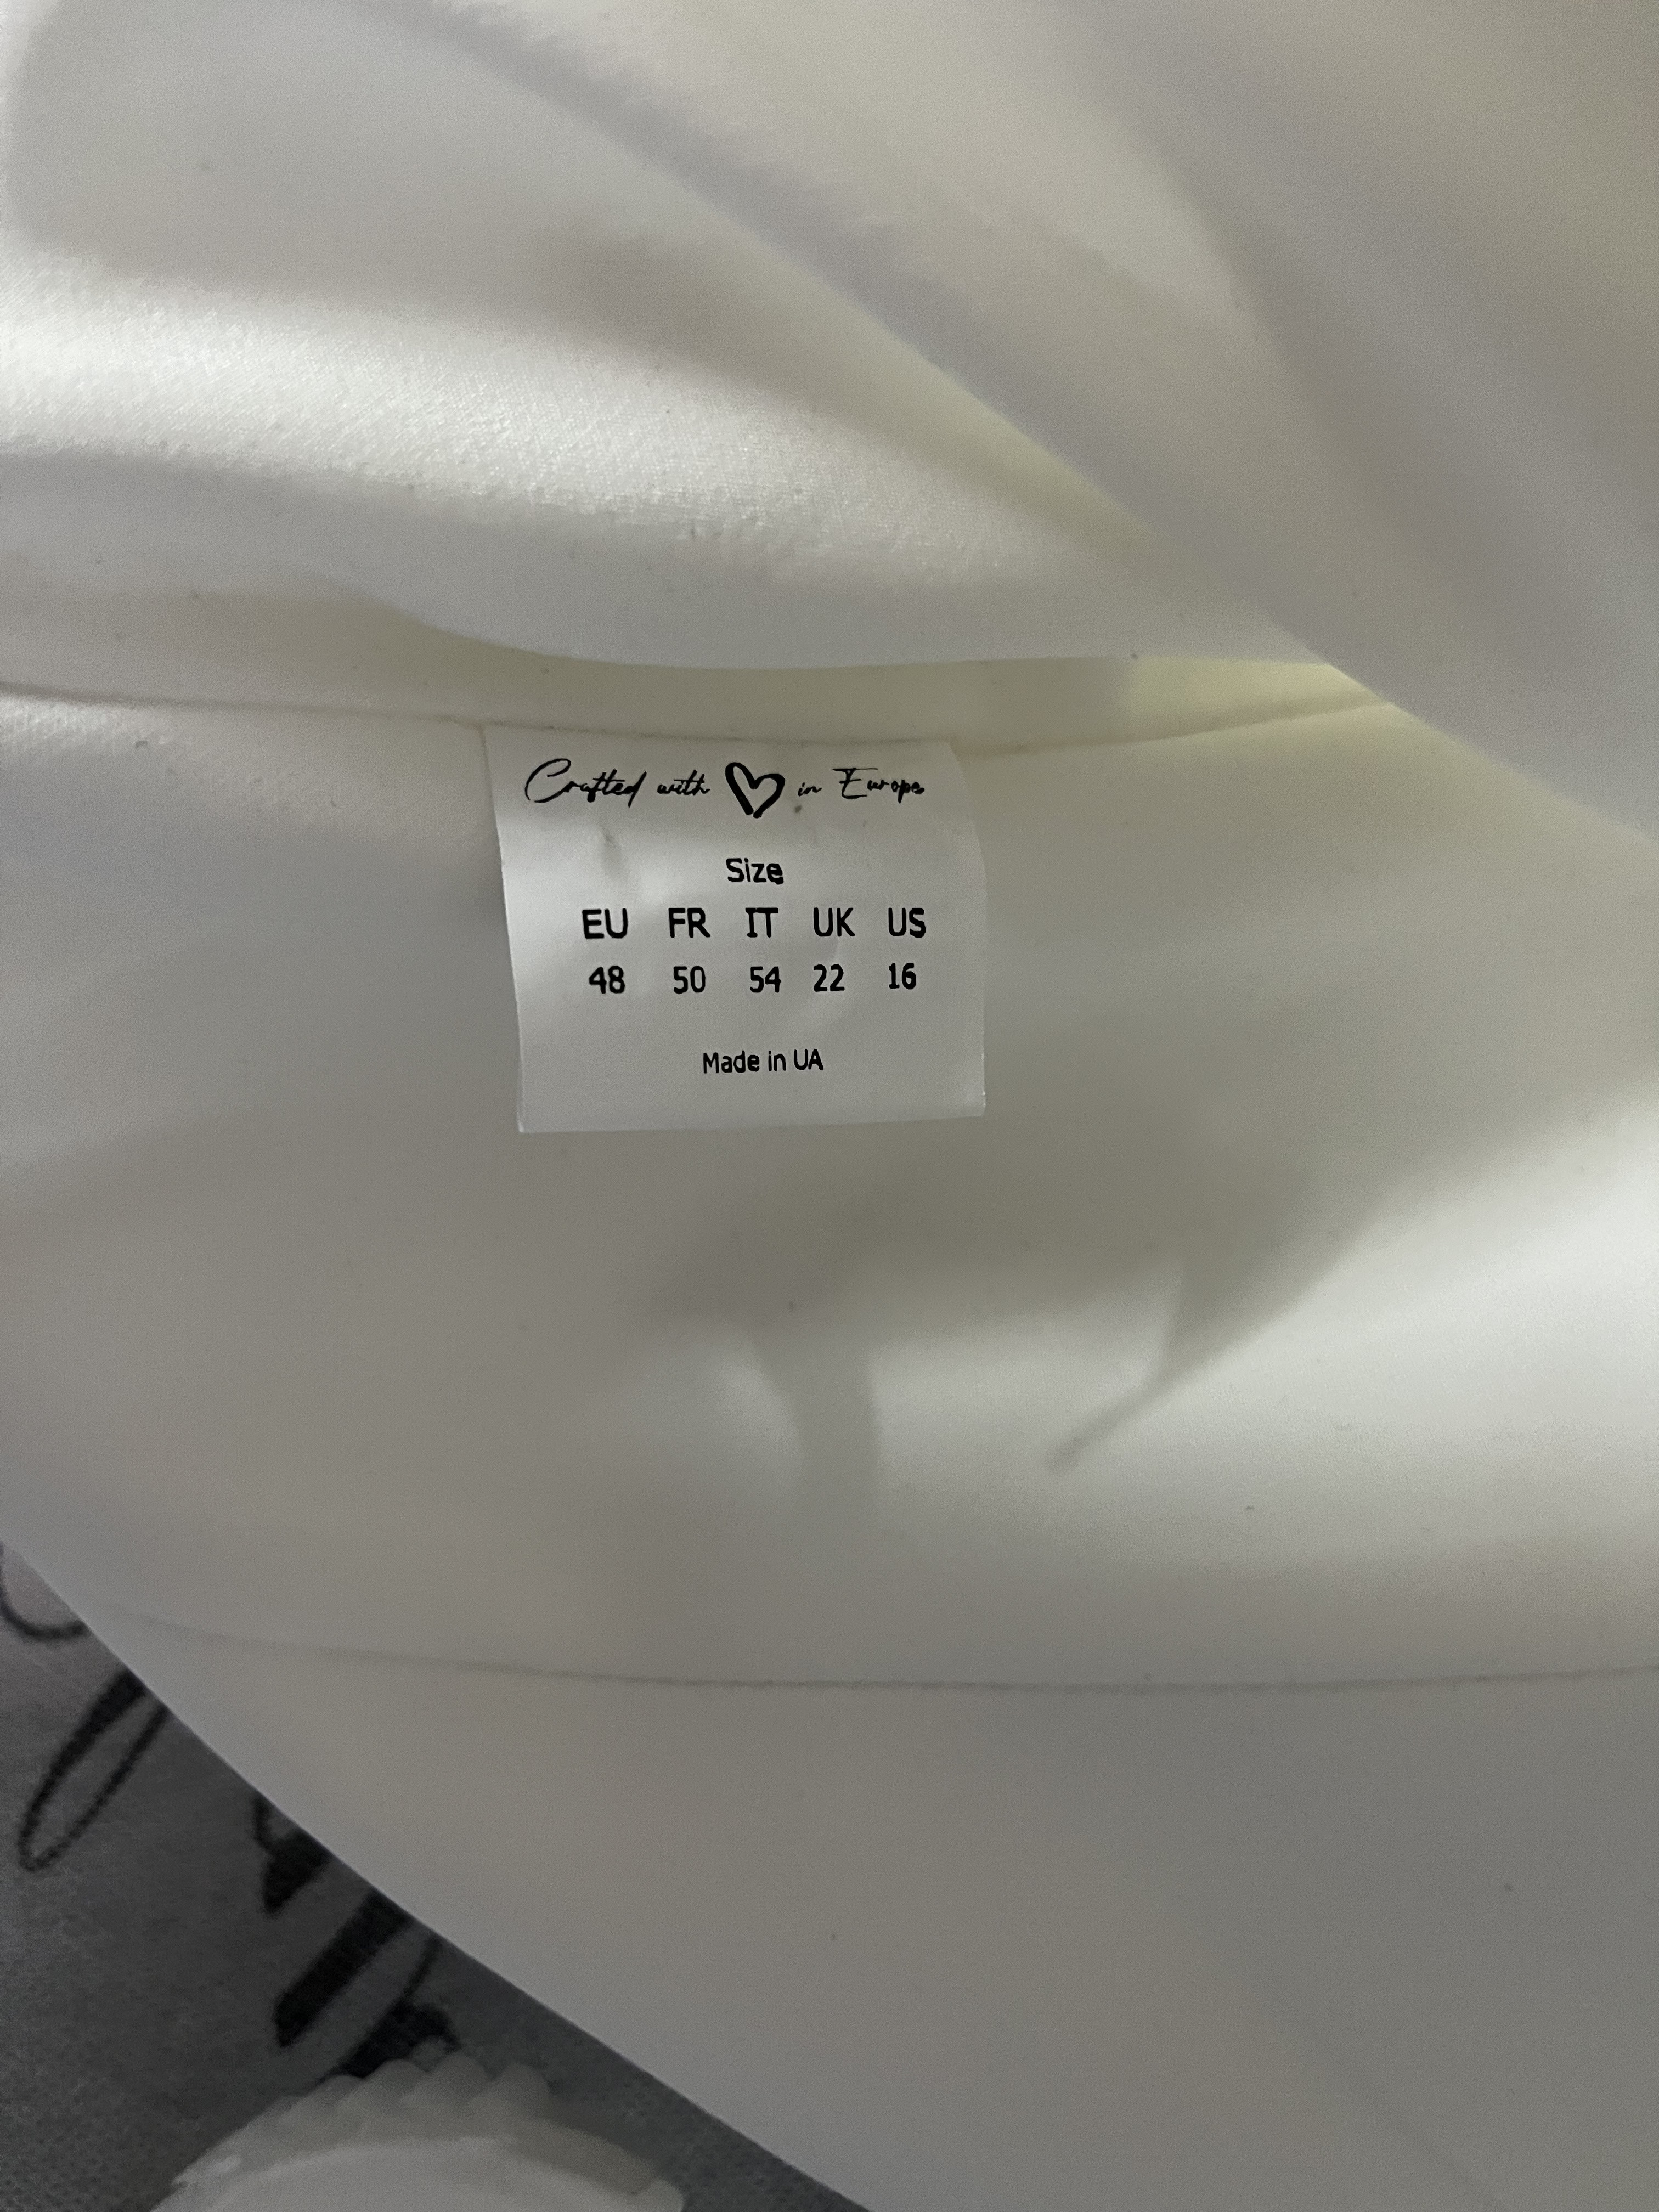 Crafted with ♡ in Europe
Size
EU FR IT UK US
48 50 54 22 16
Made in UA